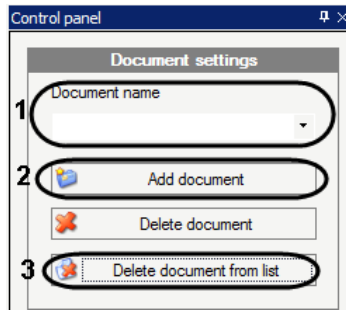 Control panel
Document settings
1
Document name
2
Add document
Delete document
3
Delete document from list